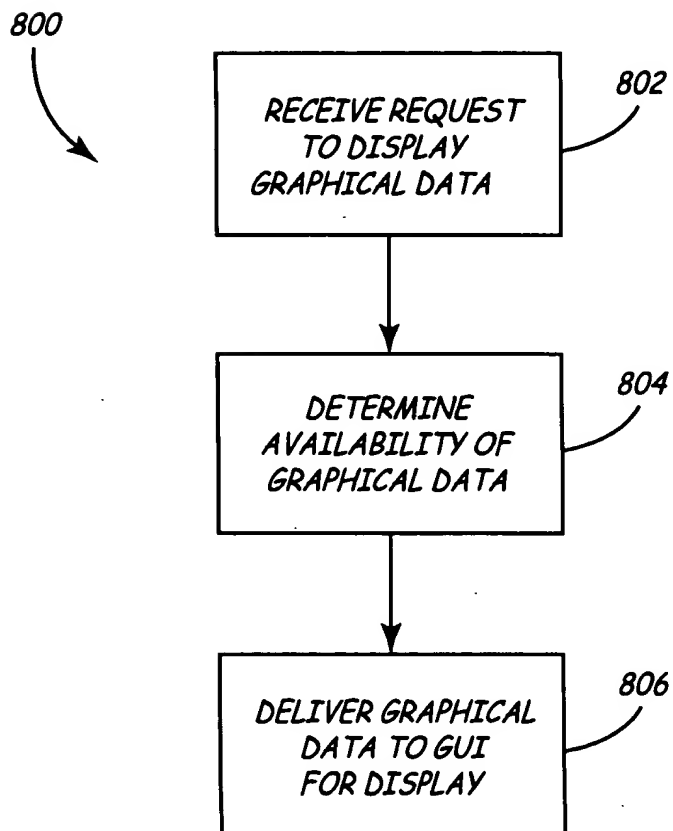 800
RECEIVE REQUEST
TO DISPLAY
GRAPHICAL DATA
802
DETERMINE
AVAILABILITY OF
GRAPHICAL DATA
804
DELIVER GRAPHICAL
DATA TO GUI
FOR DISPLAY
806